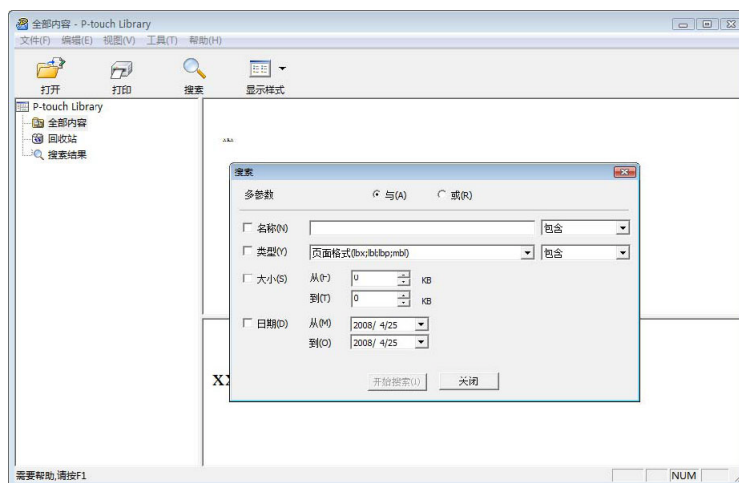 全部内容 - P-touch Library
文件(F) 编辑(E) 视图(V) 工具(T) 帮助(H)
打开 打印 搜索 显示样式
P-touch Library
全部内容
回收站
搜索结果
搜索
多参数 与(A) 或(R)
名称(N) 包含
类型(Y) 页面格式(lbx;lbl;lbp;mbl) 包含
大小(S) 从(F) 0 KB
到(T) 0 KB
日期(D) 从(M) 2008/ 4/25
到(O) 2008/ 4/25
开始搜索(I) 关闭
需要帮助,请按F1 NUM